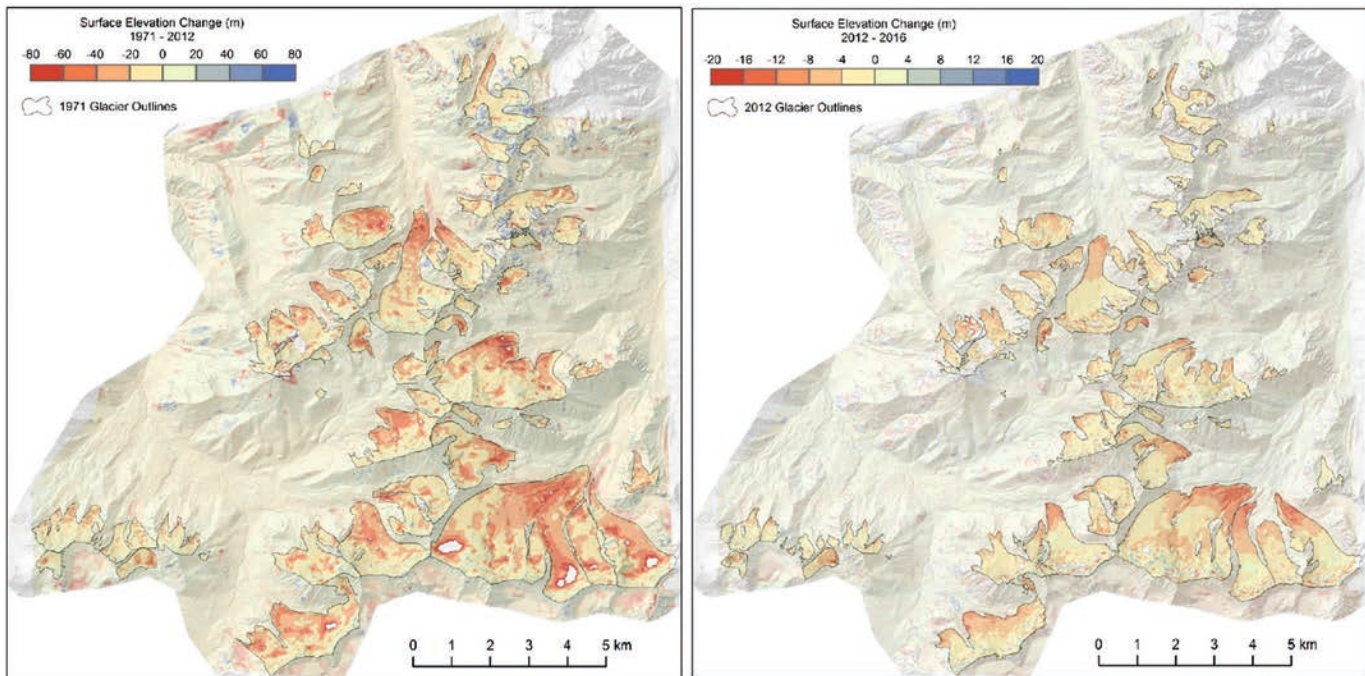 Surface Elevation Change (m)
1971 - 2012
-80 -60 -40 -20 0 20 40 60 80
1971 Glacier Outlines
0 1 2 3 4 5 km
Surface Elevation Change (m)
2012 - 2016
-20 -16 -12 -8 -4 0 4 8 12 16 20
2012 Glacier Outlines
0 1 2 3 4 5 km